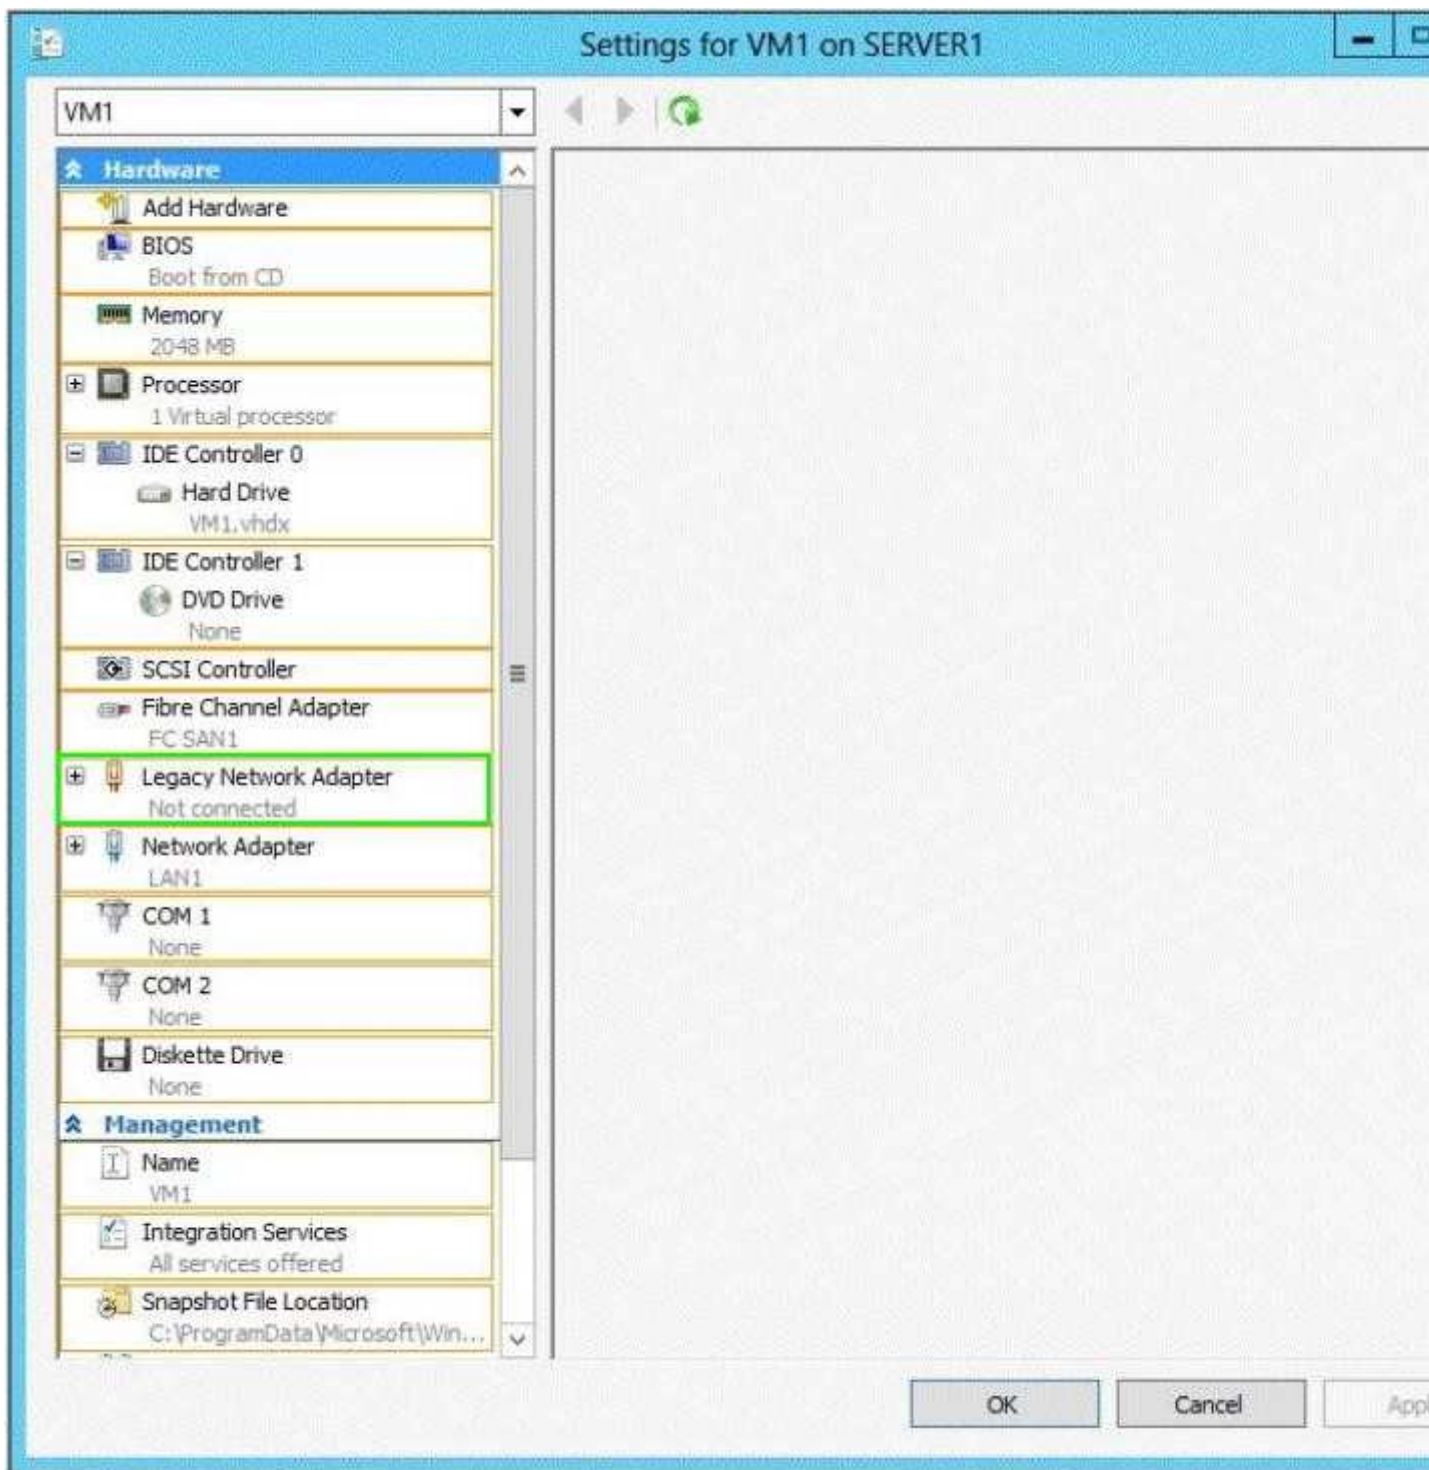 Settings for VM1 on SERVER1
VM1
Hardware
Add Hardware
BIOS
Boot from CD
Memory
2048 MB
Processor
1 Virtual processor
IDE Controller 0
Hard Drive
VM1.vhdx
IDE Controller 1
DVD Drive
None
SCSI Controller
Fibre Channel Adapter
FC SAN1
Legacy Network Adapter
Not connected
Network Adapter
LAN1
COM 1
None
COM 2
None
Diskette Drive
None
Management
Name
VM1
Integration Services
All services offered
Snapshot File Location
C:\ProgramData\Microsoft\Win...
OK Cancel Appl